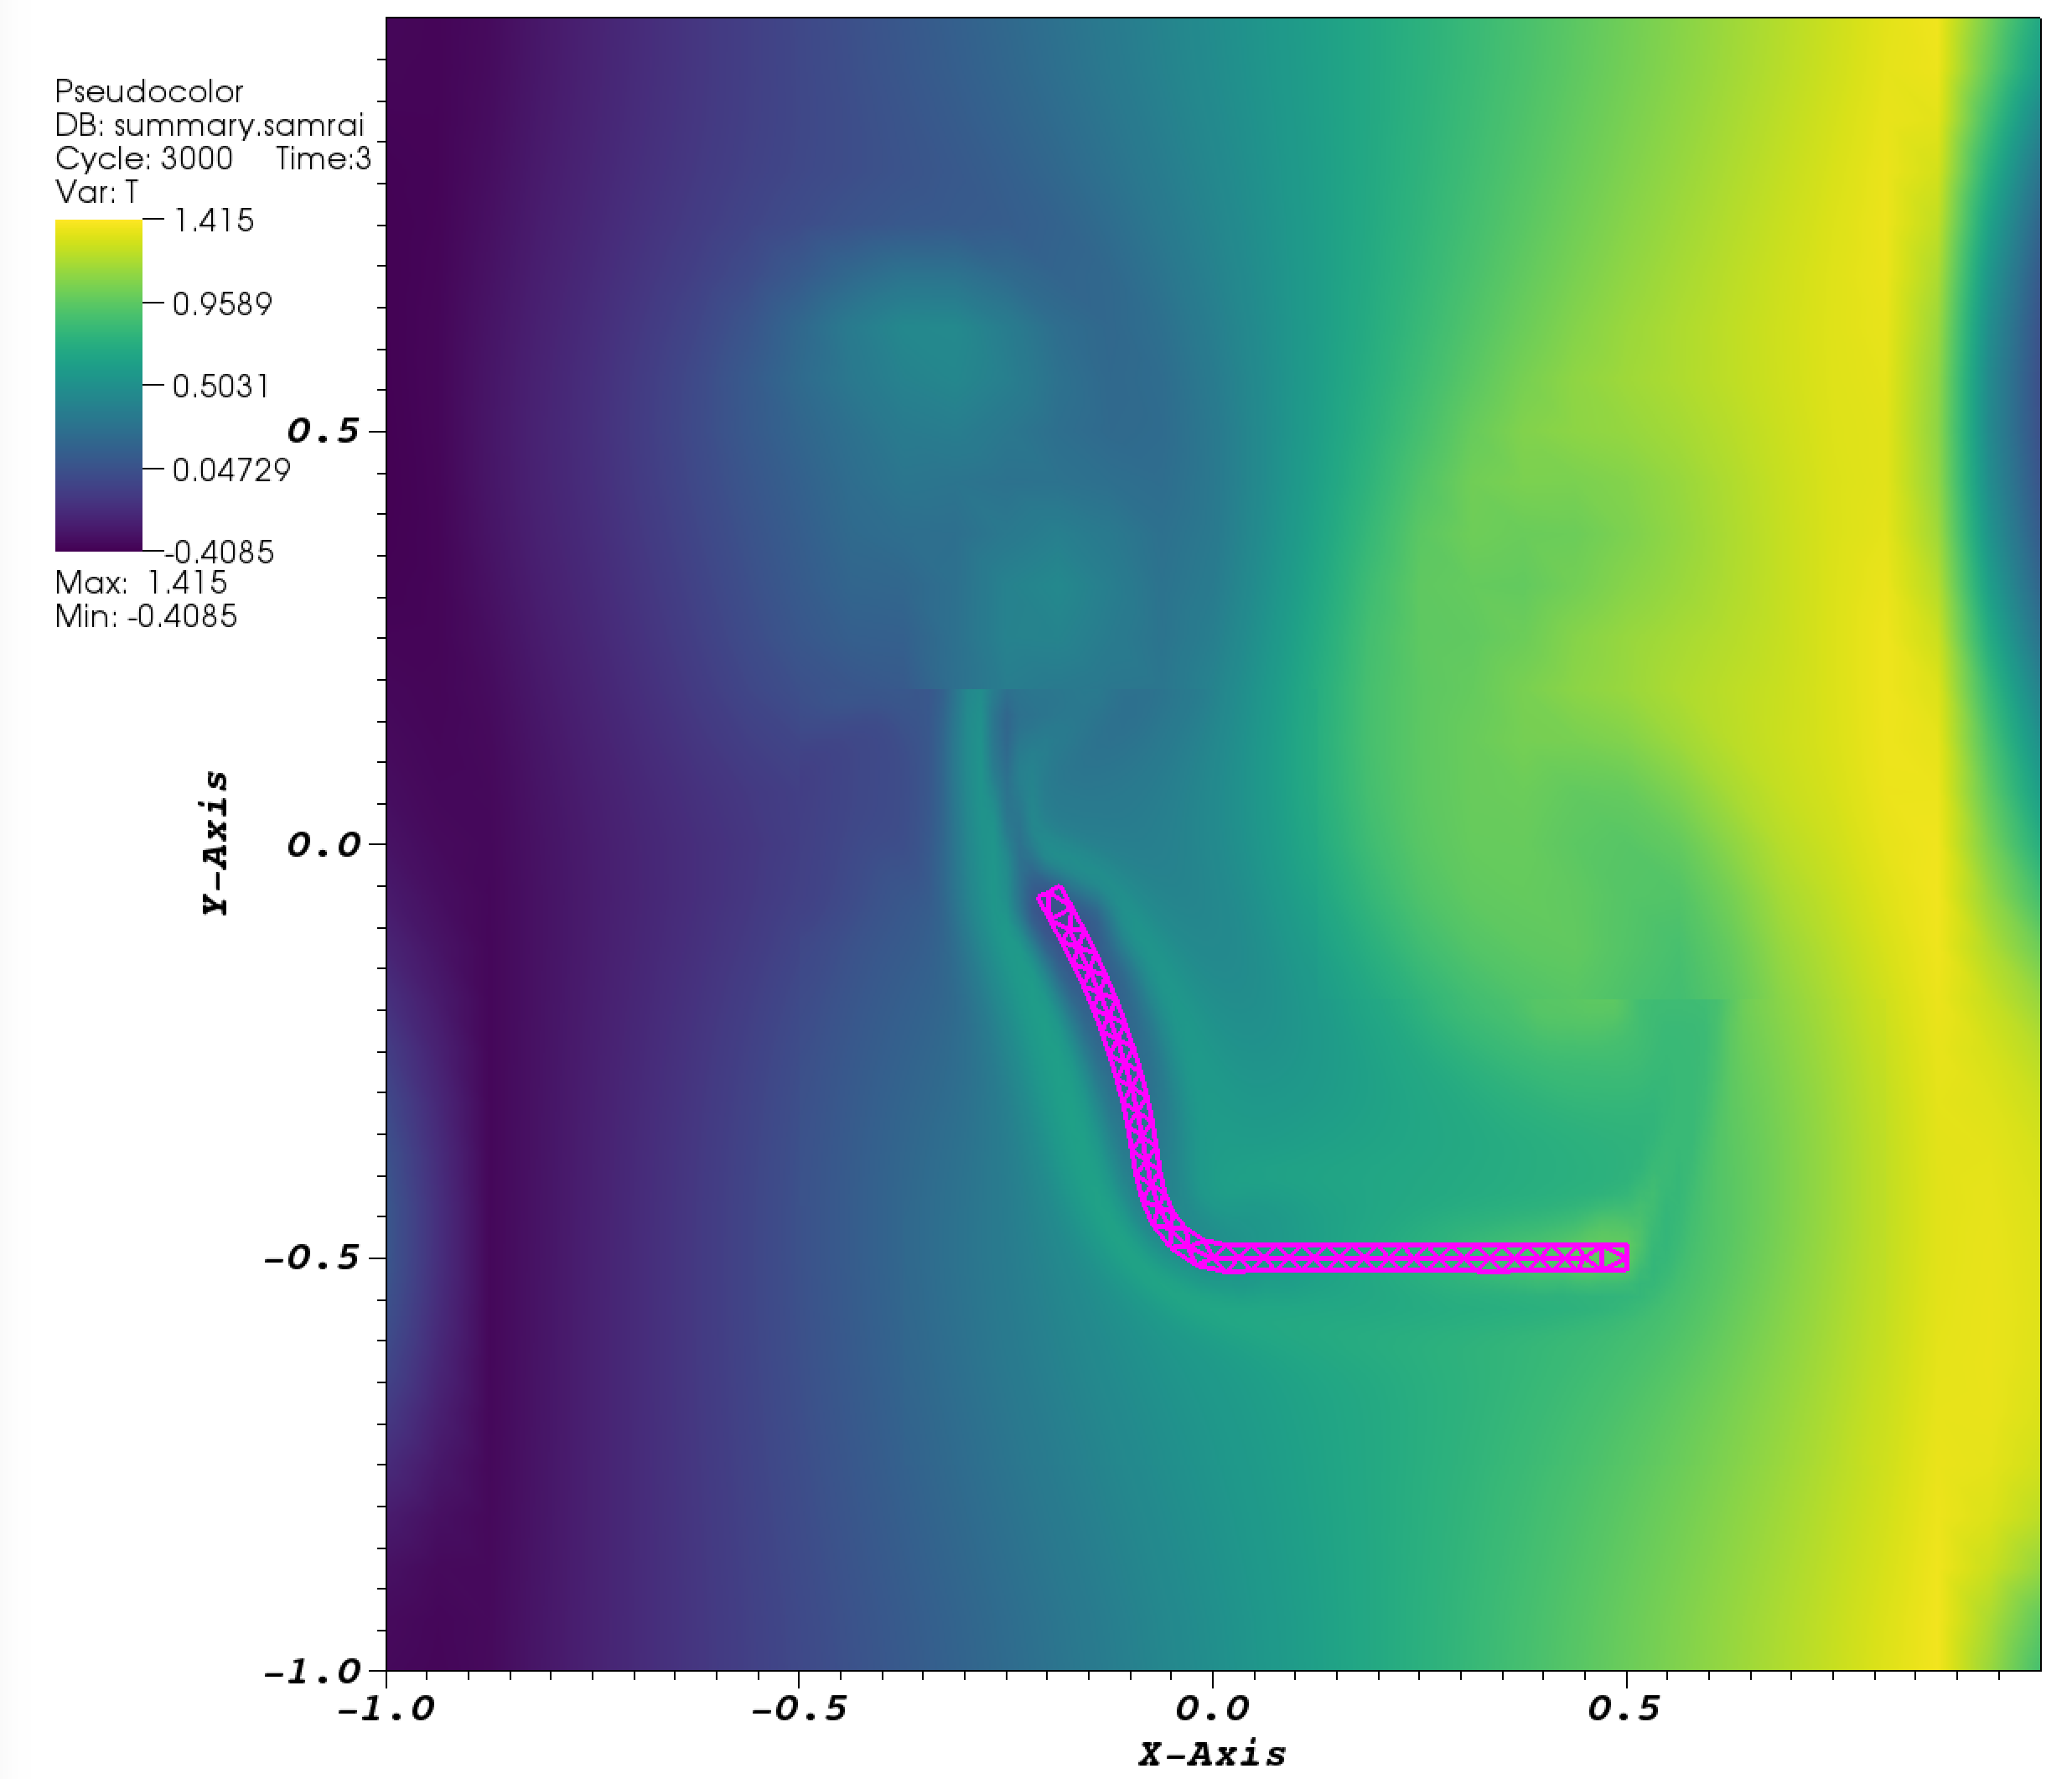 Pseudocolor
DB: summary.samrai
Cycle: 3000 Time:3
Var: T
1.415
0.9589
0.5031
0.04729
-0.4085
Max: 1.415
Min: -0.4085
0.5
0.0
-0.5
-1.0
Y-Axis
-1.0 -0.5 0.0 0.5
X-Axis